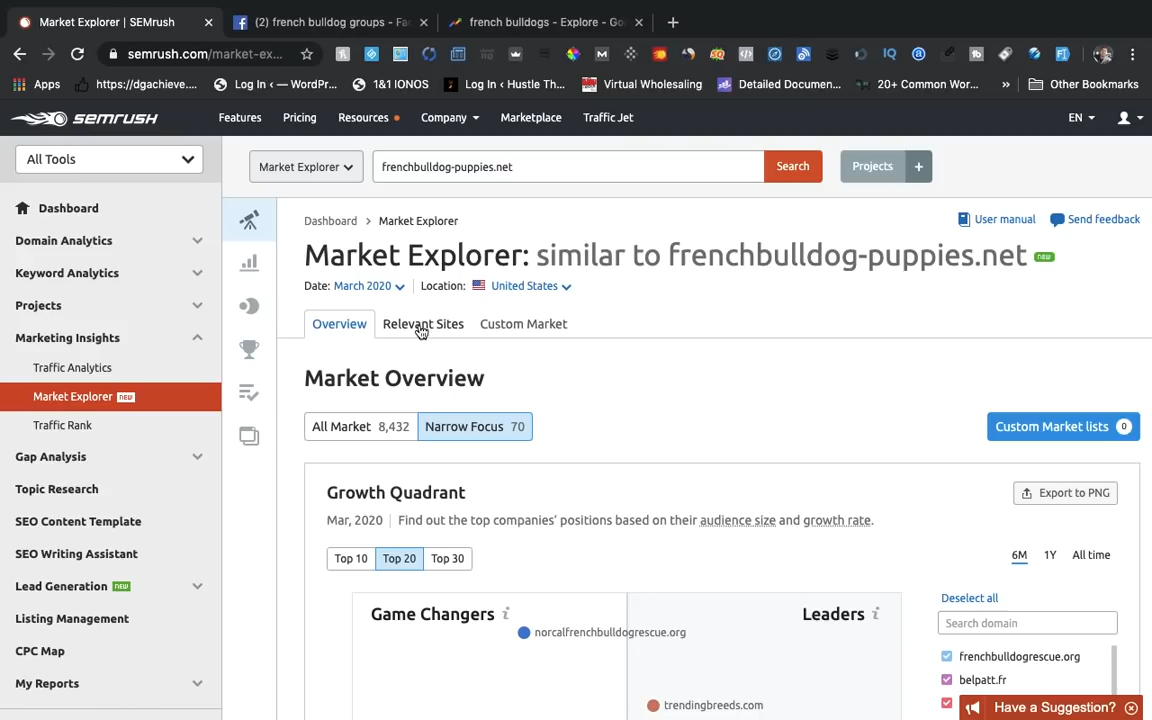 Market Explorer | SEMrush
(2) french bulldog groups - Fac
french bulldogs - Explore - Go
semrush.com/market-ex...
Apps
https://dgachieve....
Log In ‹ — WordPr...
1&1 IONOS
Log In ‹ Hustle Th...
Virtual Wholesaling
Detailed Documen...
20+ Common Wor...
»
Other Bookmarks
SEMRUSH
Features
Pricing
Resources
Company
Marketplace
Traffic Jet
EN
All Tools
Market Explorer
frenchbulldog-puppies.net
Search
Projects
+
Dashboard
Domain Analytics
Keyword Analytics
Projects
Marketing Insights
Traffic Analytics
Market Explorer NEW
Traffic Rank
Gap Analysis
Topic Research
SEO Content Template
SEO Writing Assistant
Lead Generation NEW
Listing Management
CPC Map
My Reports
Dashboard > Market Explorer
User manual
Send feedback
Market Explorer: similar to frenchbulldog-puppies.net new
Date: March 2020 | Location: United States
Overview
Relevant Sites
Custom Market
Market Overview
All Market 8,432
Narrow Focus 70
Custom Market lists 0
Growth Quadrant
Export to PNG
Mar, 2020 | Find out the top companies’ positions based on their audience size and growth rate.
Top 10
Top 20
Top 30
6M
1Y
All time
Game Changers i
Leaders i
norcalfrenchbulldogrescue.org
trendingbreeds.com
Deselect all
Search domain
frenchbulldogrescue.org
belpatt.fr
Have a Suggestion?